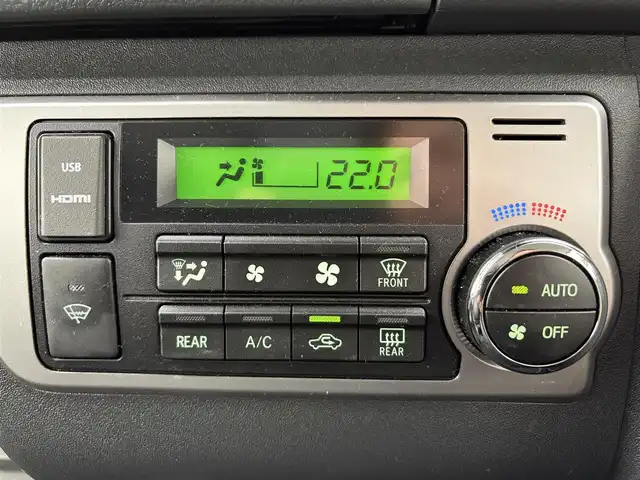 USB
HDMI
22.0
FRONT
AUTO
OFF
REAR
A/C
REAR